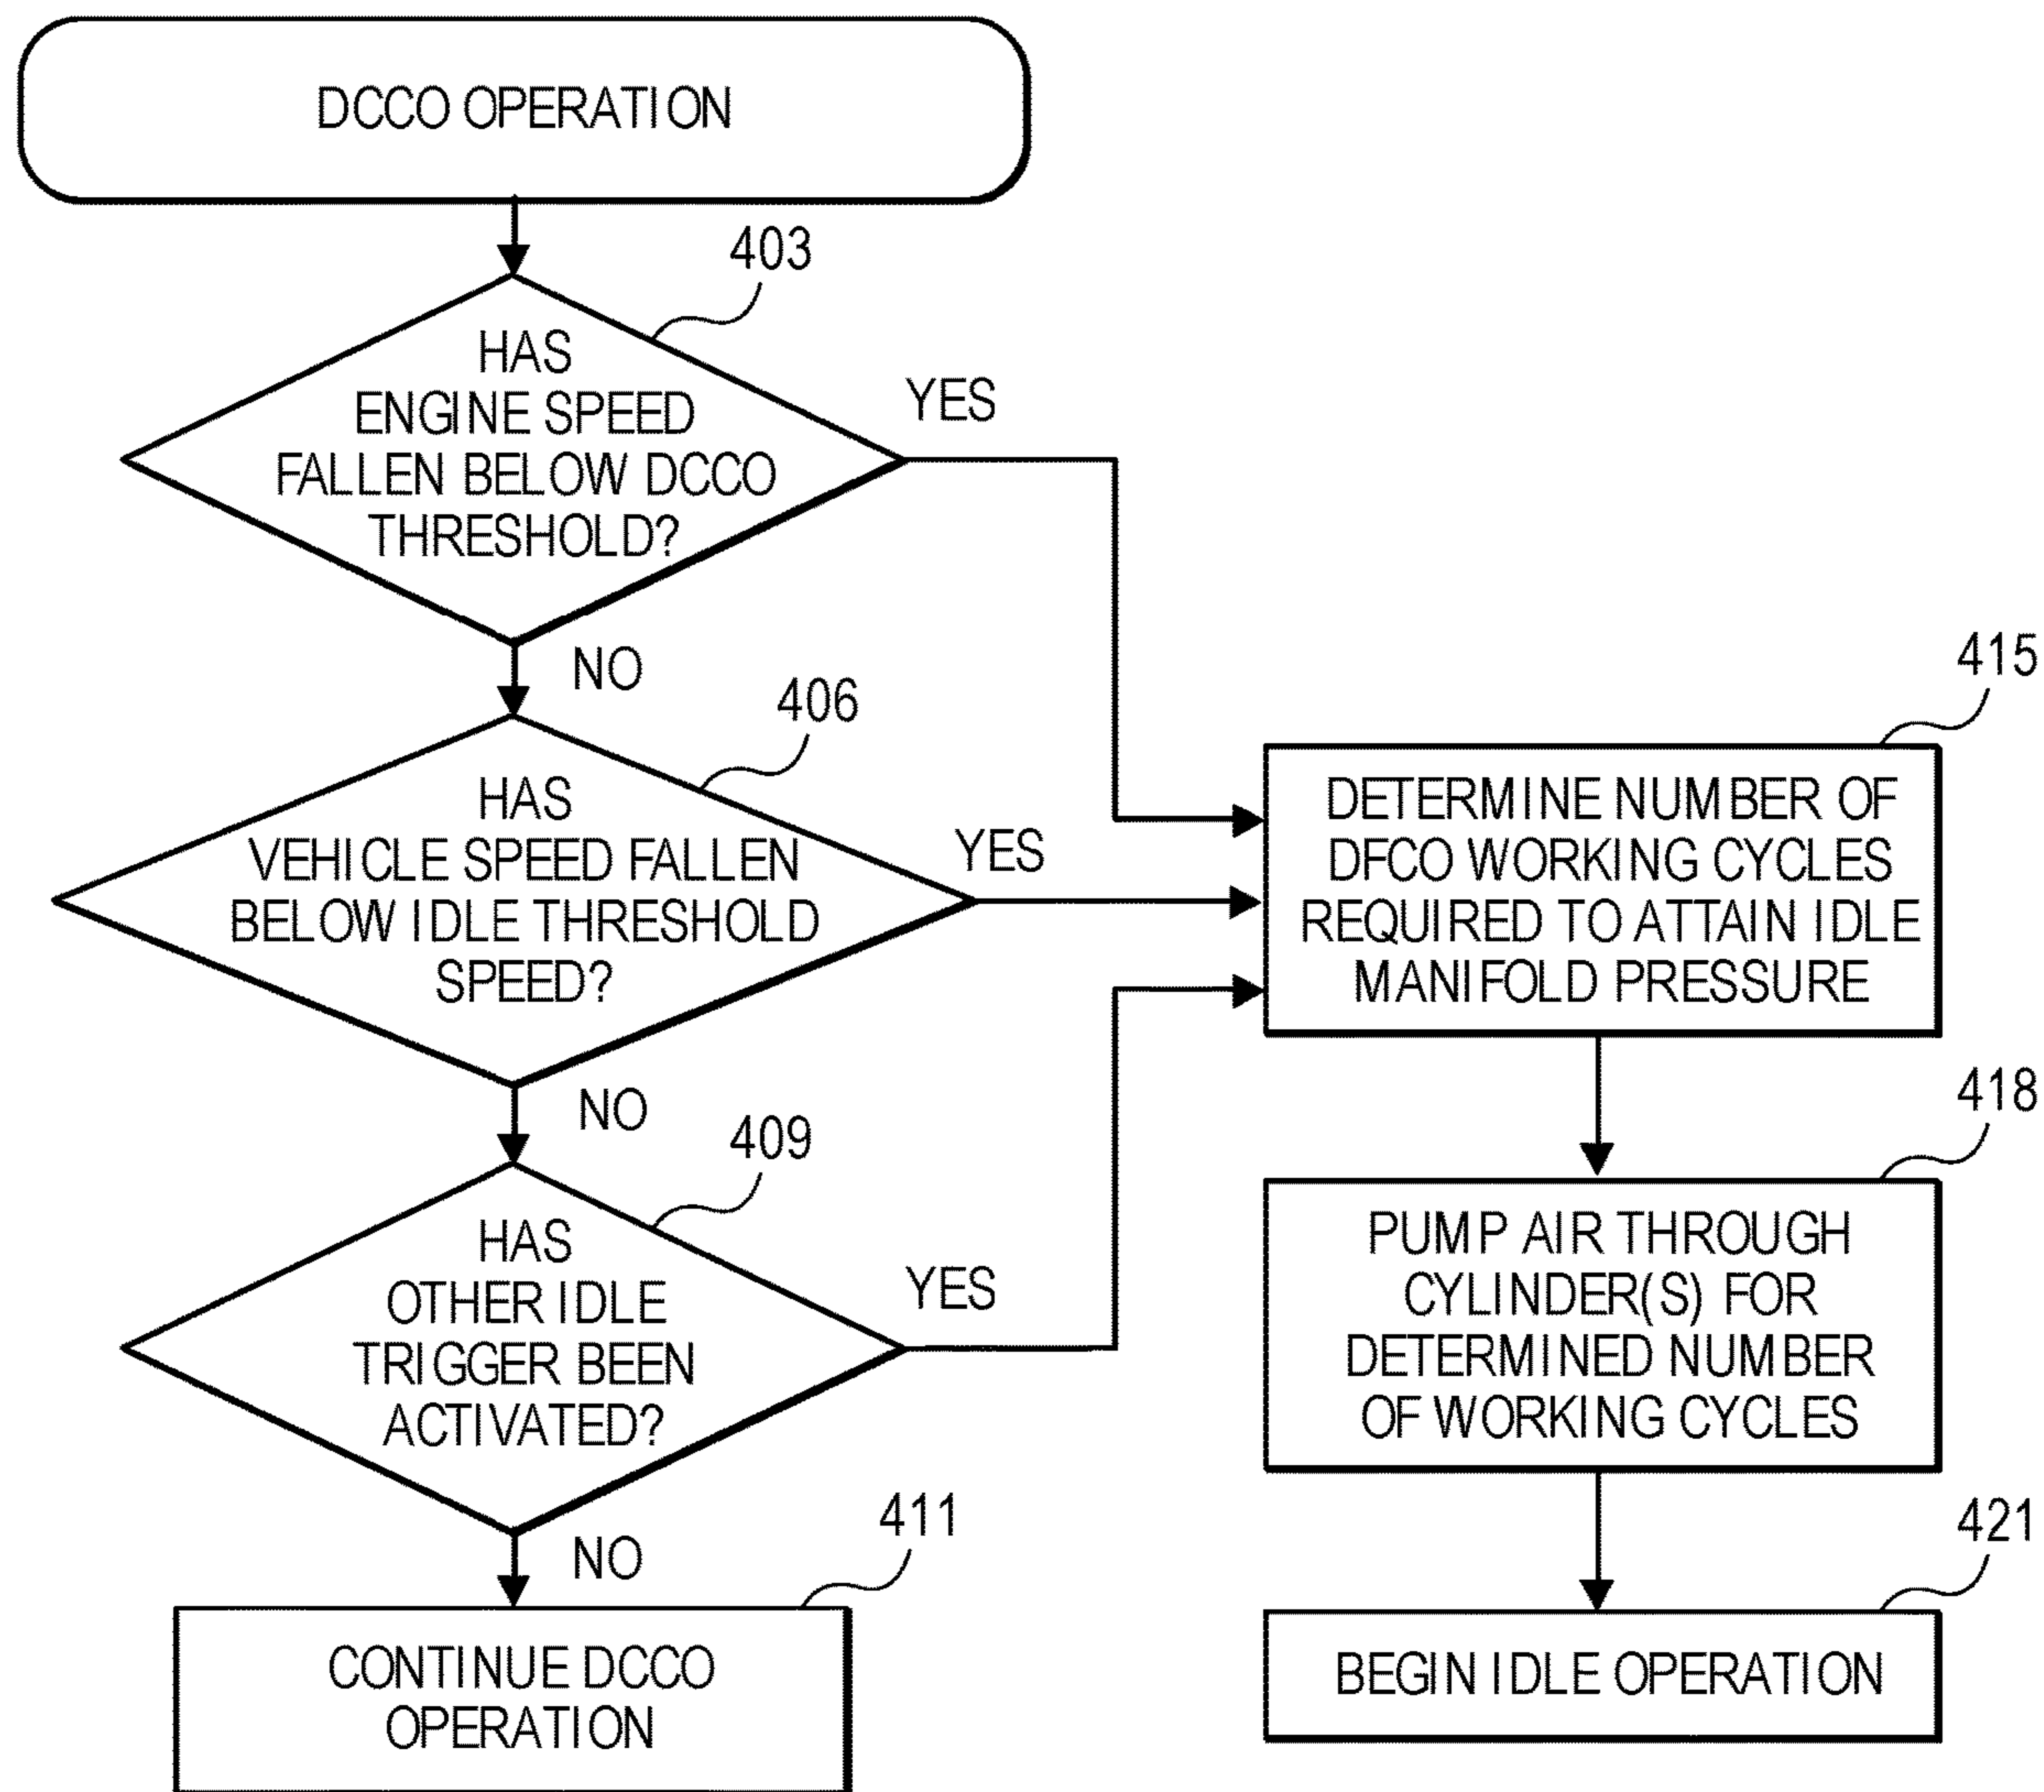 DCCO OPERATION
403
HAS
ENGINE SPEED
FALLEN BELOW DCCO
THRESHOLD?
YES
NO
406
HAS
VEHICLE SPEED FALLEN
BELOW IDLE THRESHOLD
SPEED?
YES
NO
409
HAS
OTHER IDLE
TRIGGER BEEN
ACTIVATED?
YES
NO
411
CONTINUE DCCO
OPERATION
415
DETERMINE NUMBER OF
DFCO WORKING CYCLES
REQUIRED TO ATTAIN IDLE
MANIFOLD PRESSURE
418
PUMP AIR THROUGH
CYLINDER(S) FOR
DETERMINED NUMBER
OF WORKING CYCLES
421
BEGIN IDLE OPERATION